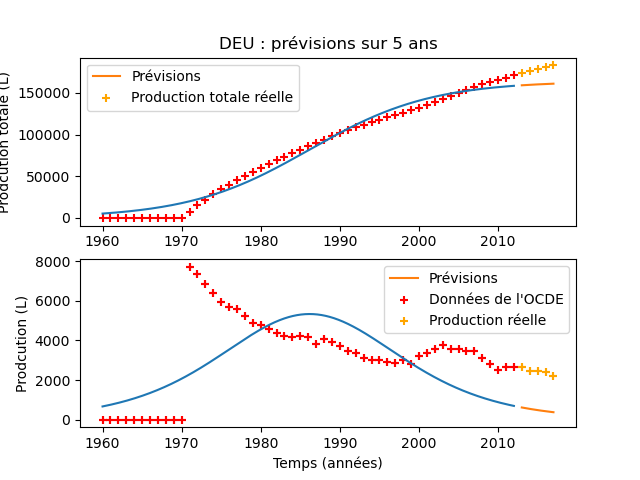 DEU : prévisions sur 5 ans
Prodcution totale (L)
150000
100000
50000
0
Prévisions
Production totale réelle
1960 1970 1980 1990 2000 2010
Prodcution (L)
8000
6000
4000
2000
0
Prévisions
Données de l'OCDE
Production réelle
1960 1970 1980 1990 2000 2010
Temps (années)